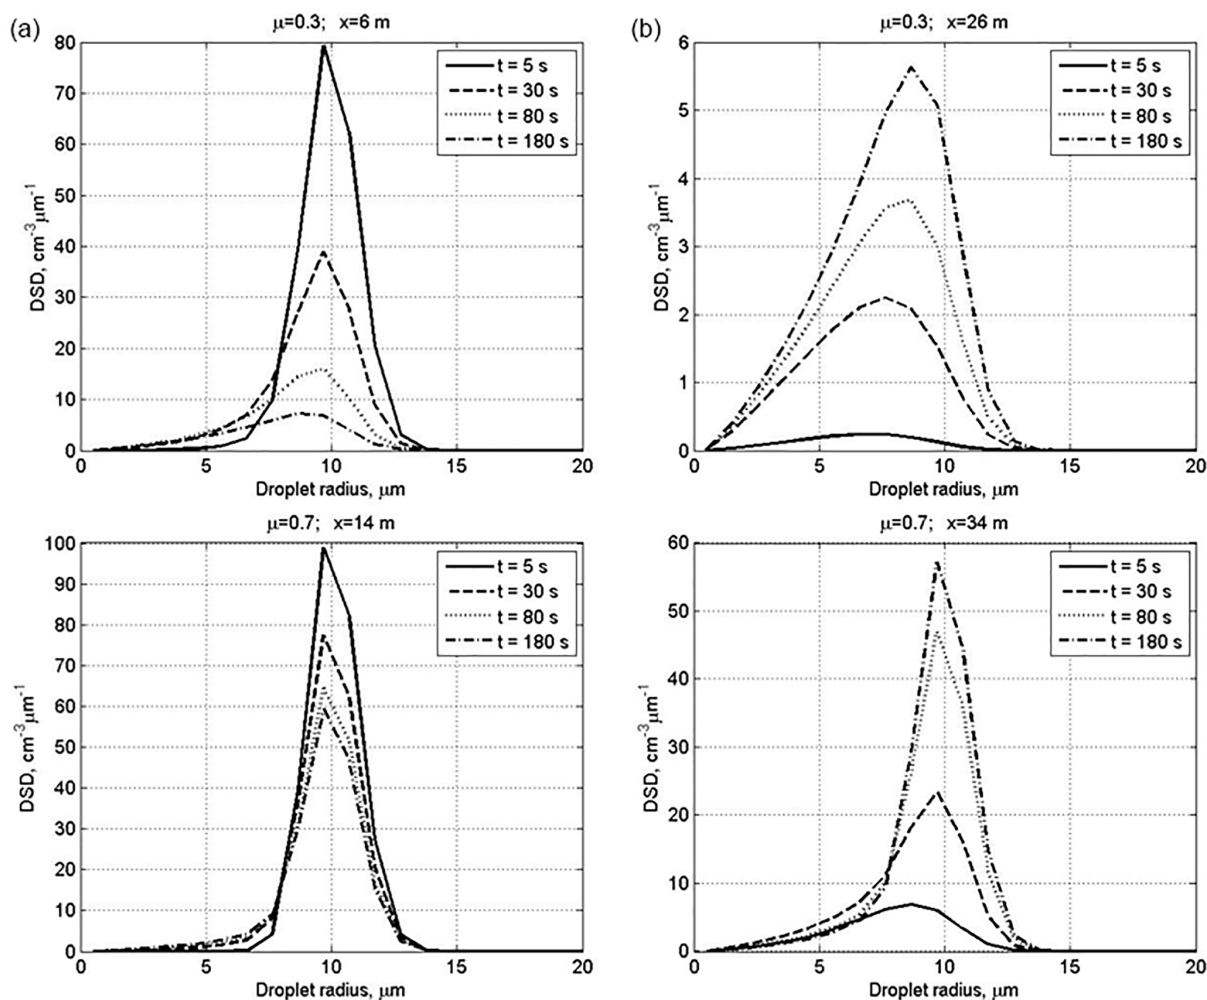 (a)
μ=0.3; x=6 m
80
70
60
50
40
30
20
10
0
DSD, cm-3μm-1
t = 5 s
t = 30 s
t = 80 s
t = 180 s
0 5 10 15 20
Droplet radius, μm
(b)
μ=0.3; x=26 m
6
5
4
3
2
1
0
DSD, cm-3μm-1
t = 5 s
t = 30 s
t = 80 s
t = 180 s
0 5 10 15 20
Droplet radius, μm
μ=0.7; x=14 m
100
90
80
70
60
50
40
30
20
10
0
DSD, cm-3μm-1
t = 5 s
t = 30 s
t = 80 s
t = 180 s
0 5 10 15 20
Droplet radius, μm
μ=0.7; x=34 m
60
50
40
30
20
10
0
DSD, cm-3μm-1
t = 5 s
t = 30 s
t = 80 s
t = 180 s
0 5 10 15 20
Droplet radius, μm